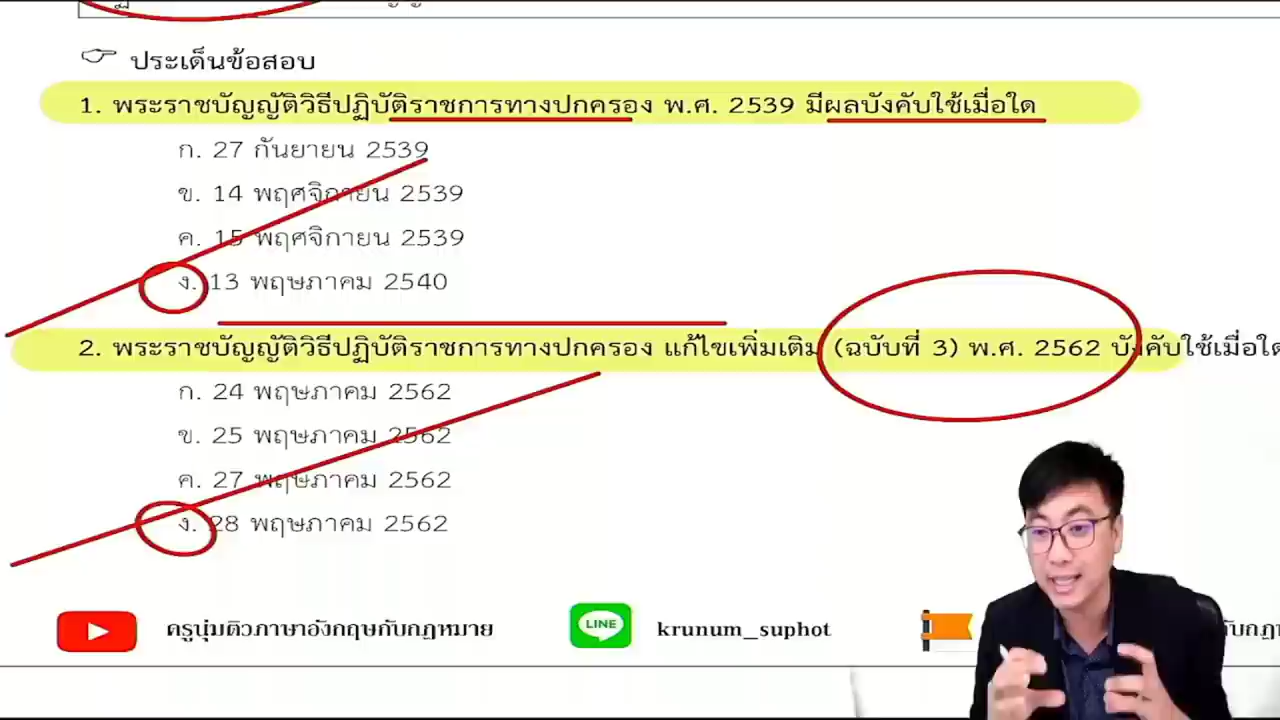 ประเด็นข้อสอบ
1. พระราชบัญญัติวิธีปฏิบัติราชการทางปกครอง พ.ศ. 2539 มีผลบังคับใช้เมื่อใด
ก. 27 กันยายน 2539
ข. 14 พฤศจิกายน 2539
ค. 15 พฤศจิกายน 2539
ง. 13 พฤษภาคม 2540
2. พระราชบัญญัติวิธีปฏิบัติราชการทางปกครอง แก้ไขเพิ่มเติม (ฉบับที่ 3) พ.ศ. 2562 บังคับใช้เมื่อใด
ก. 24 พฤษภาคม 2562
ข. 25 พฤษภาคม 2562
ค. 27 พฤษภาคม 2562
ง. 28 พฤษภาคม 2562
ครูนุ่มติวภาษาอังกฤษกับกฎหมาย LINE krunum_suphot